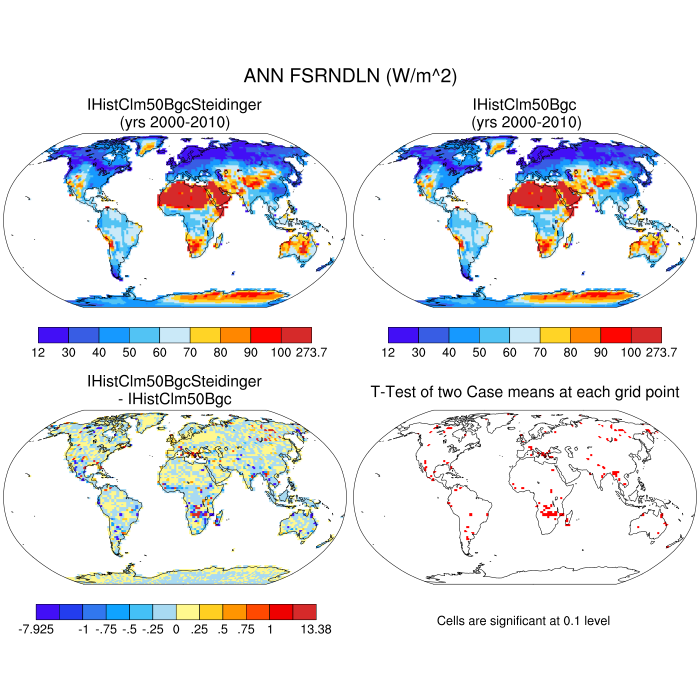 ANN FSRNDLN (W/m^2)
IHistClm50BgcSteidinger
(yrs 2000-2010)
IHistClm50Bgc
(yrs 2000-2010)
12 30 40 50 60 70 80 90 100 273.7
12 30 40 50 60 70 80 90 100 273.7
IHistClm50BgcSteidinger
- IHistClm50Bgc
T-Test of two Case means at each grid point
-7.925 -1 -.75 -.5 -.25 0 .25 .5 .75 1 13.38
Cells are significant at 0.1 level